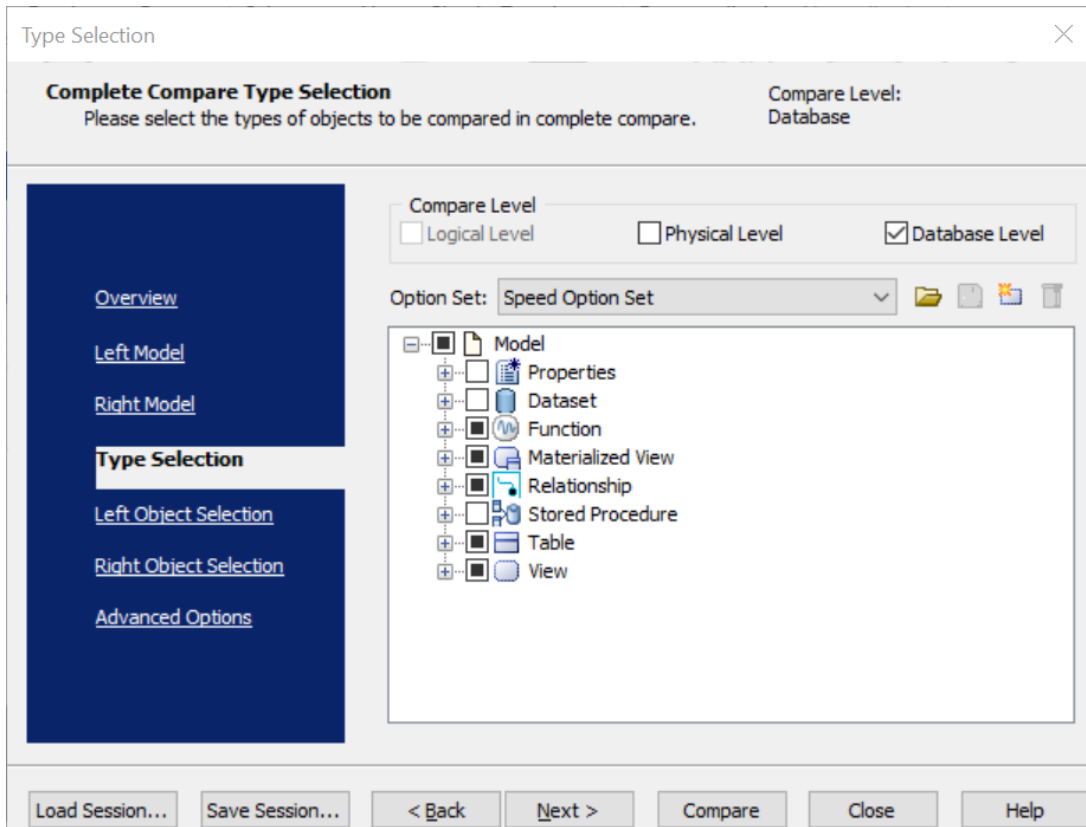 Type Selection
Complete Compare Type Selection
Please select the types of objects to be compared in complete compare.
Compare Level:
Database
Overview
Left Model
Right Model
Type Selection
Left Object Selection
Right Object Selection
Advanced Options
Compare Level
Logical Level
Physical Level
Database Level
Option Set:
Speed Option Set
Model
Properties
Dataset
Function
Materialized View
Relationship
Stored Procedure
Table
View
Load Session...
Save Session...
< Back
Next >
Compare
Close
Help